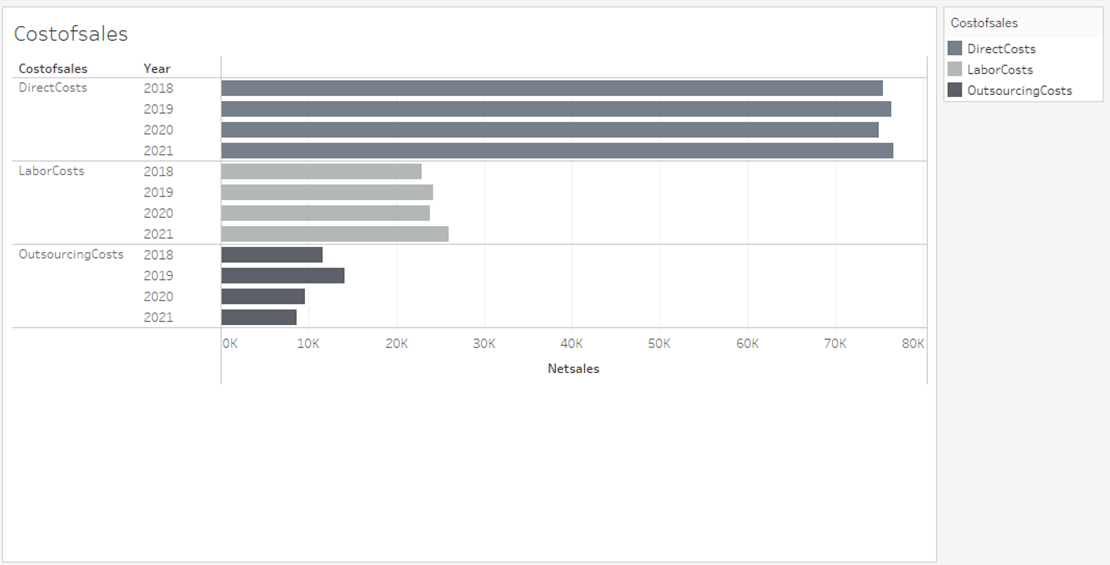 Costofsales
Costofsales Year
DirectCosts 2018
2019
2020
2021
LaborCosts 2018
2019
2020
2021
OutsourcingCosts 2018
2019
2020
2021
0K 10K 20K 30K 40K 50K 60K 70K 80K
Netsales
Costofsales
DirectCosts
LaborCosts
OutsourcingCosts